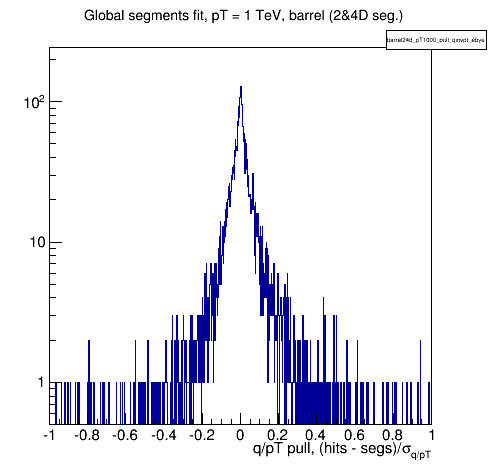 Global segments fit, pT = 1 TeV, barrel (2&4D seg.)
barrel24d_pT1000_pull_qinvpt_ebye
10²
10
1
-1 -0.8 -0.6 -0.4 -0.2 0 0.2 0.4 0.6 0.8 1
q/pT pull, (hits - segs)/σ_q/pT